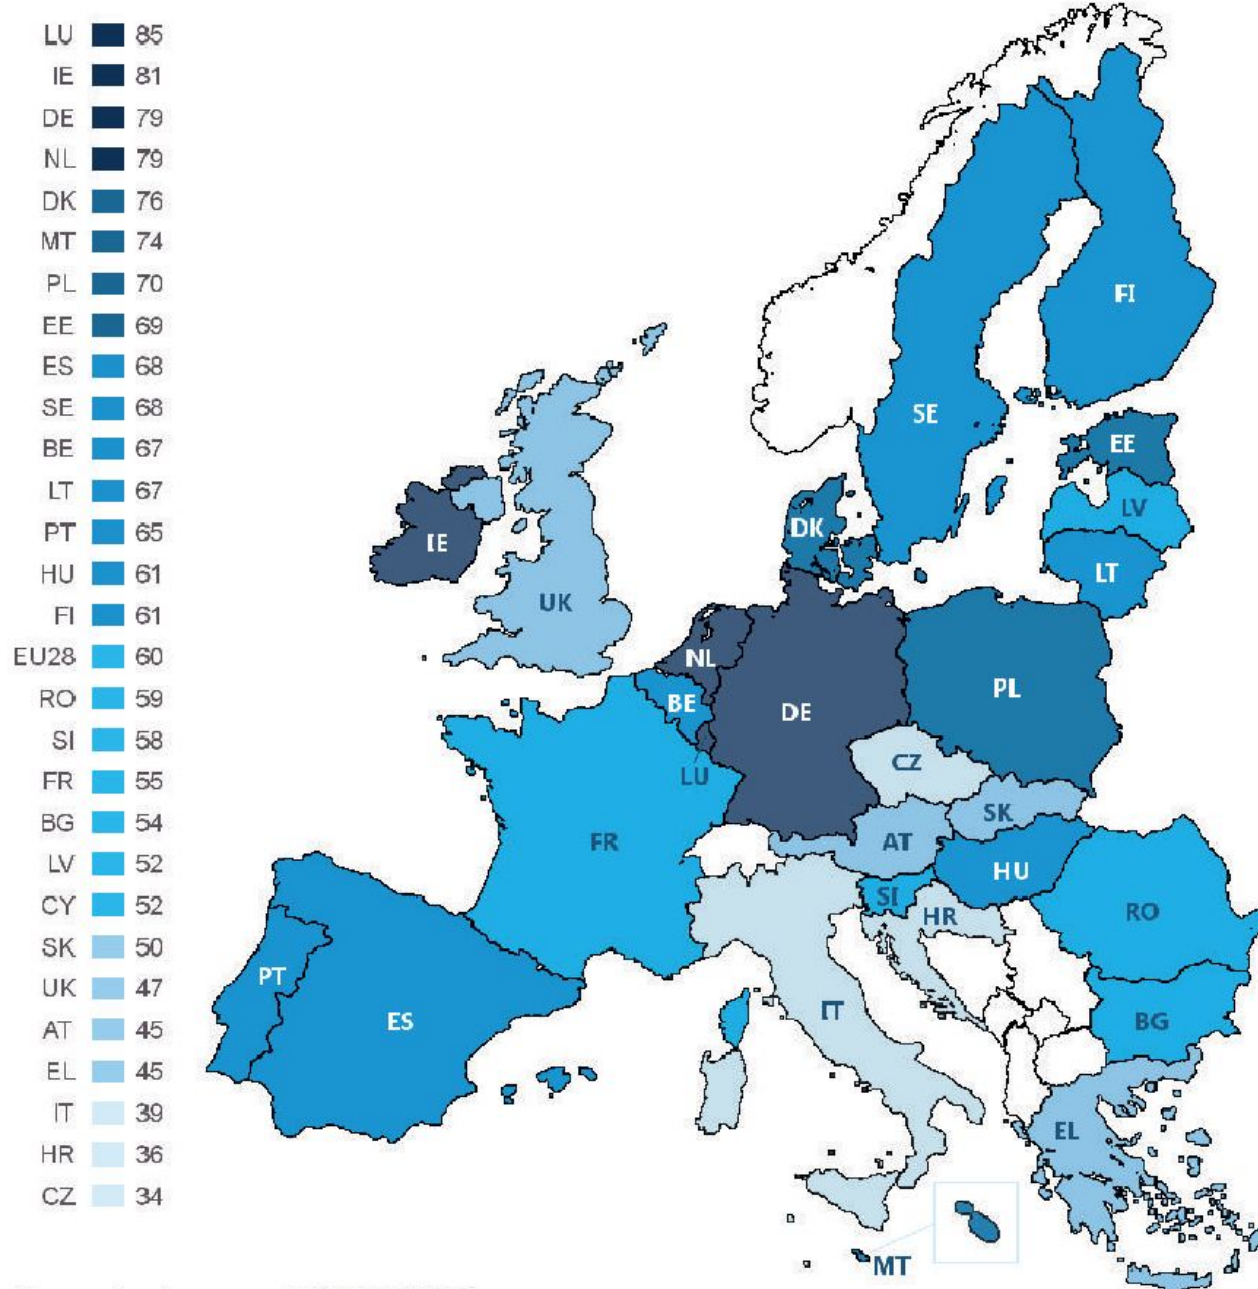 LU 85
IE 81
DE 79
NL 79
DK 76
MT 74
PL 70
EE 69
ES 68
SE 68
BE 67
LT 67
PT 65
HU 61
FI 61
EU28 60
RO 59
SI 58
FR 55
BG 54
LV 52
CY 52
SK 50
UK 47
AT 45
EL 45
IT 39
HR 36
CZ 34
FI
SE
EE
LV
DK
LT
IE
UK
NL
PL
BE
DE
CZ
LU
SK
FR
AT
HU
SI
HR
RO
PT
IT
ES
BG
EL
MT